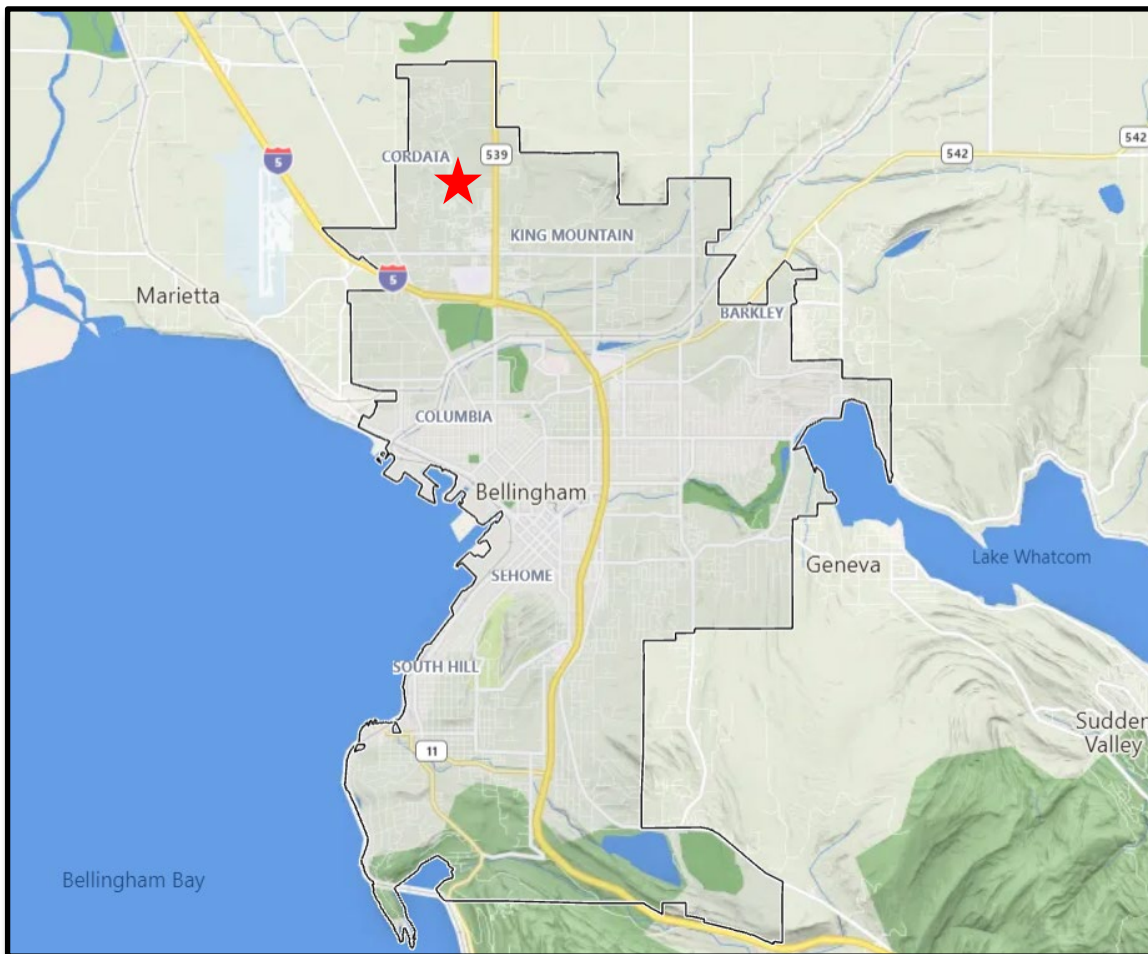 CORDATA
539
542
542
5
KING MOUNTAIN
5
Marietta
BARKLEY
COLUMBIA
Bellingham
Lake Whatcom
Geneva
SEHOME
SOUTH HILL
Sudden
Valley
11
Bellingham Bay